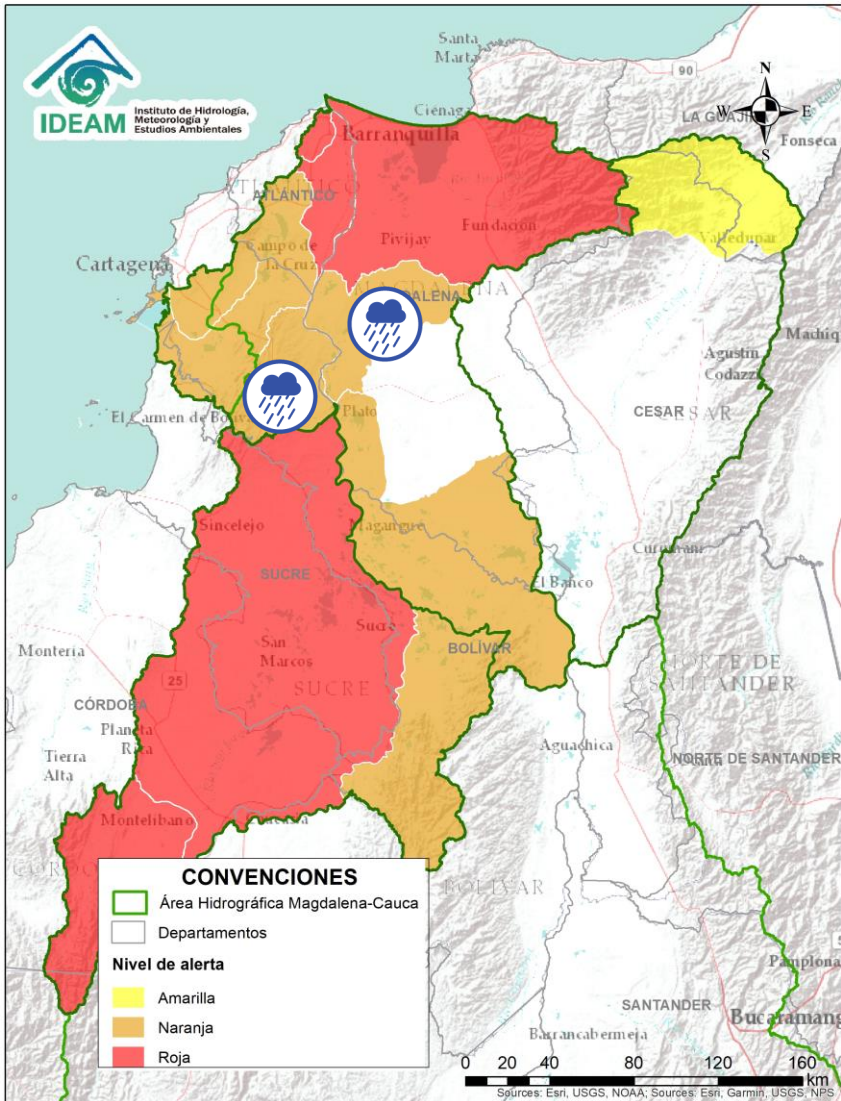 IDEAM
Instituto de Hidrología,
Meteorología y
Estudios Ambientales
Santa
Marta
90
N
W E
S
Ciénaga
LA GUAJIRA
Fonseca
Barranquilla
ATLÁNTICO
Fundación
Pivijay
Valledupar
Campo de
la Cruz
Cartagena
Agustín
Codazzi
El Carmen de Bolívar
Plato
CESAR
CESAR
Sincelejo
Magangué
Curumaní
SUCRE
El Banco
Sucre
Montería
San
Marcos
BOLÍVAR
NORTE DE
SANTANDER
25
SUCRE
CÓRDOBA
Planeta
Rica
Aguachica
NORTE DE SANTANDER
Tierra
Alta
Montelíbano
BOLÍVAR
CONVENCIONES
Área Hidrográfica Magdalena-Cauca
Departamentos
Nivel de alerta
Amarilla
Naranja
Roja
Pamplona
SANTANDER
Bucaramang
Barrancabermeja
0 20 40 80 120 160
km
Sources: Esri, USGS, NOAA; Sources: Esri, Garmin, USGS, NPS